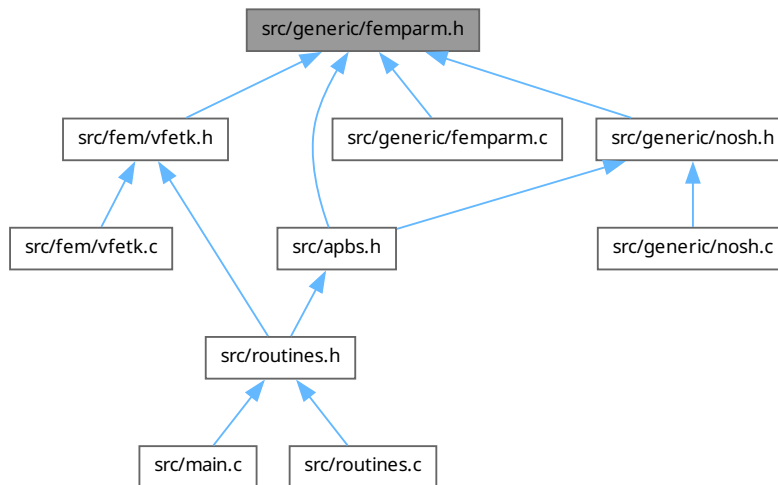 src/generic/femparm.h
src/fem/vfetk.h
src/generic/femparm.c
src/generic/nosh.h
src/fem/vfetk.c
src/apbs.h
src/generic/nosh.c
src/routines.h
src/main.c
src/routines.c